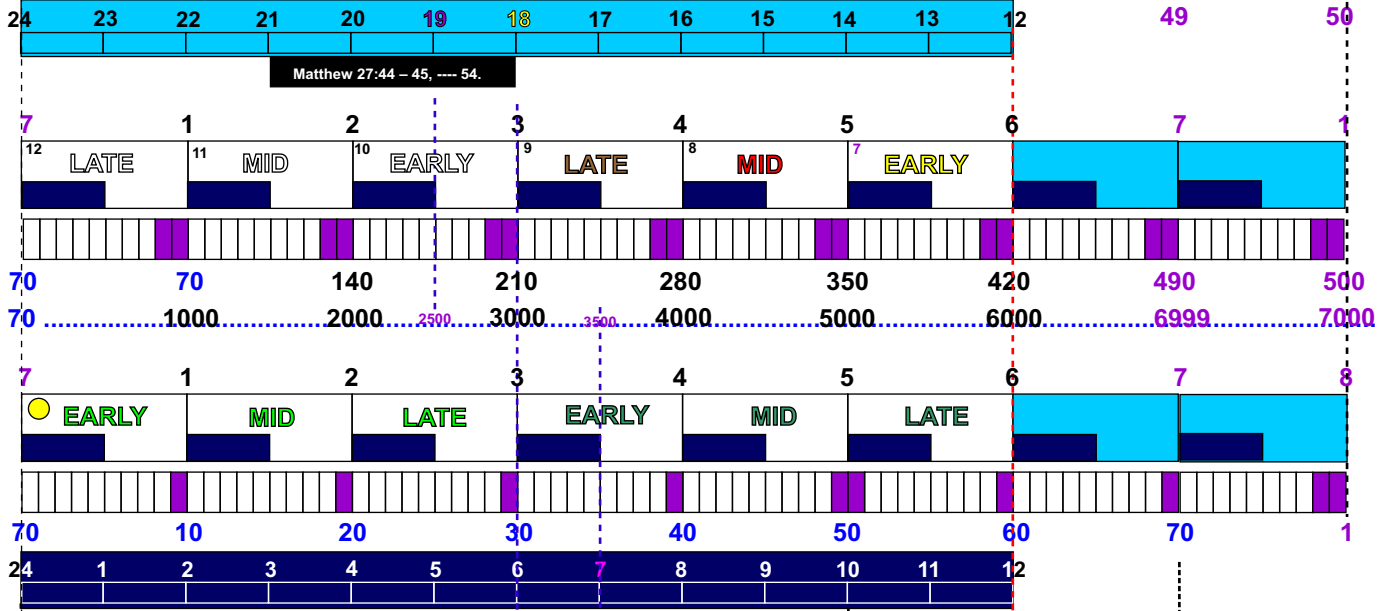 24 23 22 21 20 19 18 17 16 15 14 13 12 49 50
Matthew 27:44 – 45, ---- 54.
7 1 2 3 4 5 6 7 1
12 LATE 11 MID 10 EARLY 9 LATE 8 MID 7 EARLY
70 70 140 210 280 350 420 490 500
70 1000 2000 2500 3000 3500 4000 5000 6000 6999 7000
7 1 2 3 4 5 6 7 8
EARLY MID LATE EARLY MID LATE
70 10 20 30 40 50 60 70 1
24 1 2 3 4 5 6 7 8 9 10 11 12